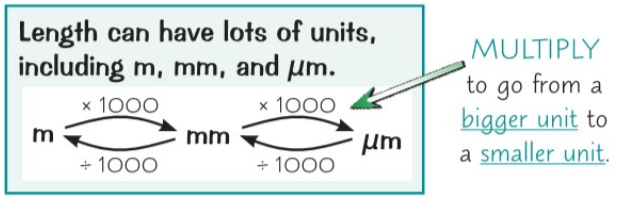 Length can have lots of units,
including m, mm, and μm.
× 1000 × 1000
m mm μm
÷ 1000 ÷ 1000
MULTIPLY
to go from a
bigger unit to
a smaller unit.